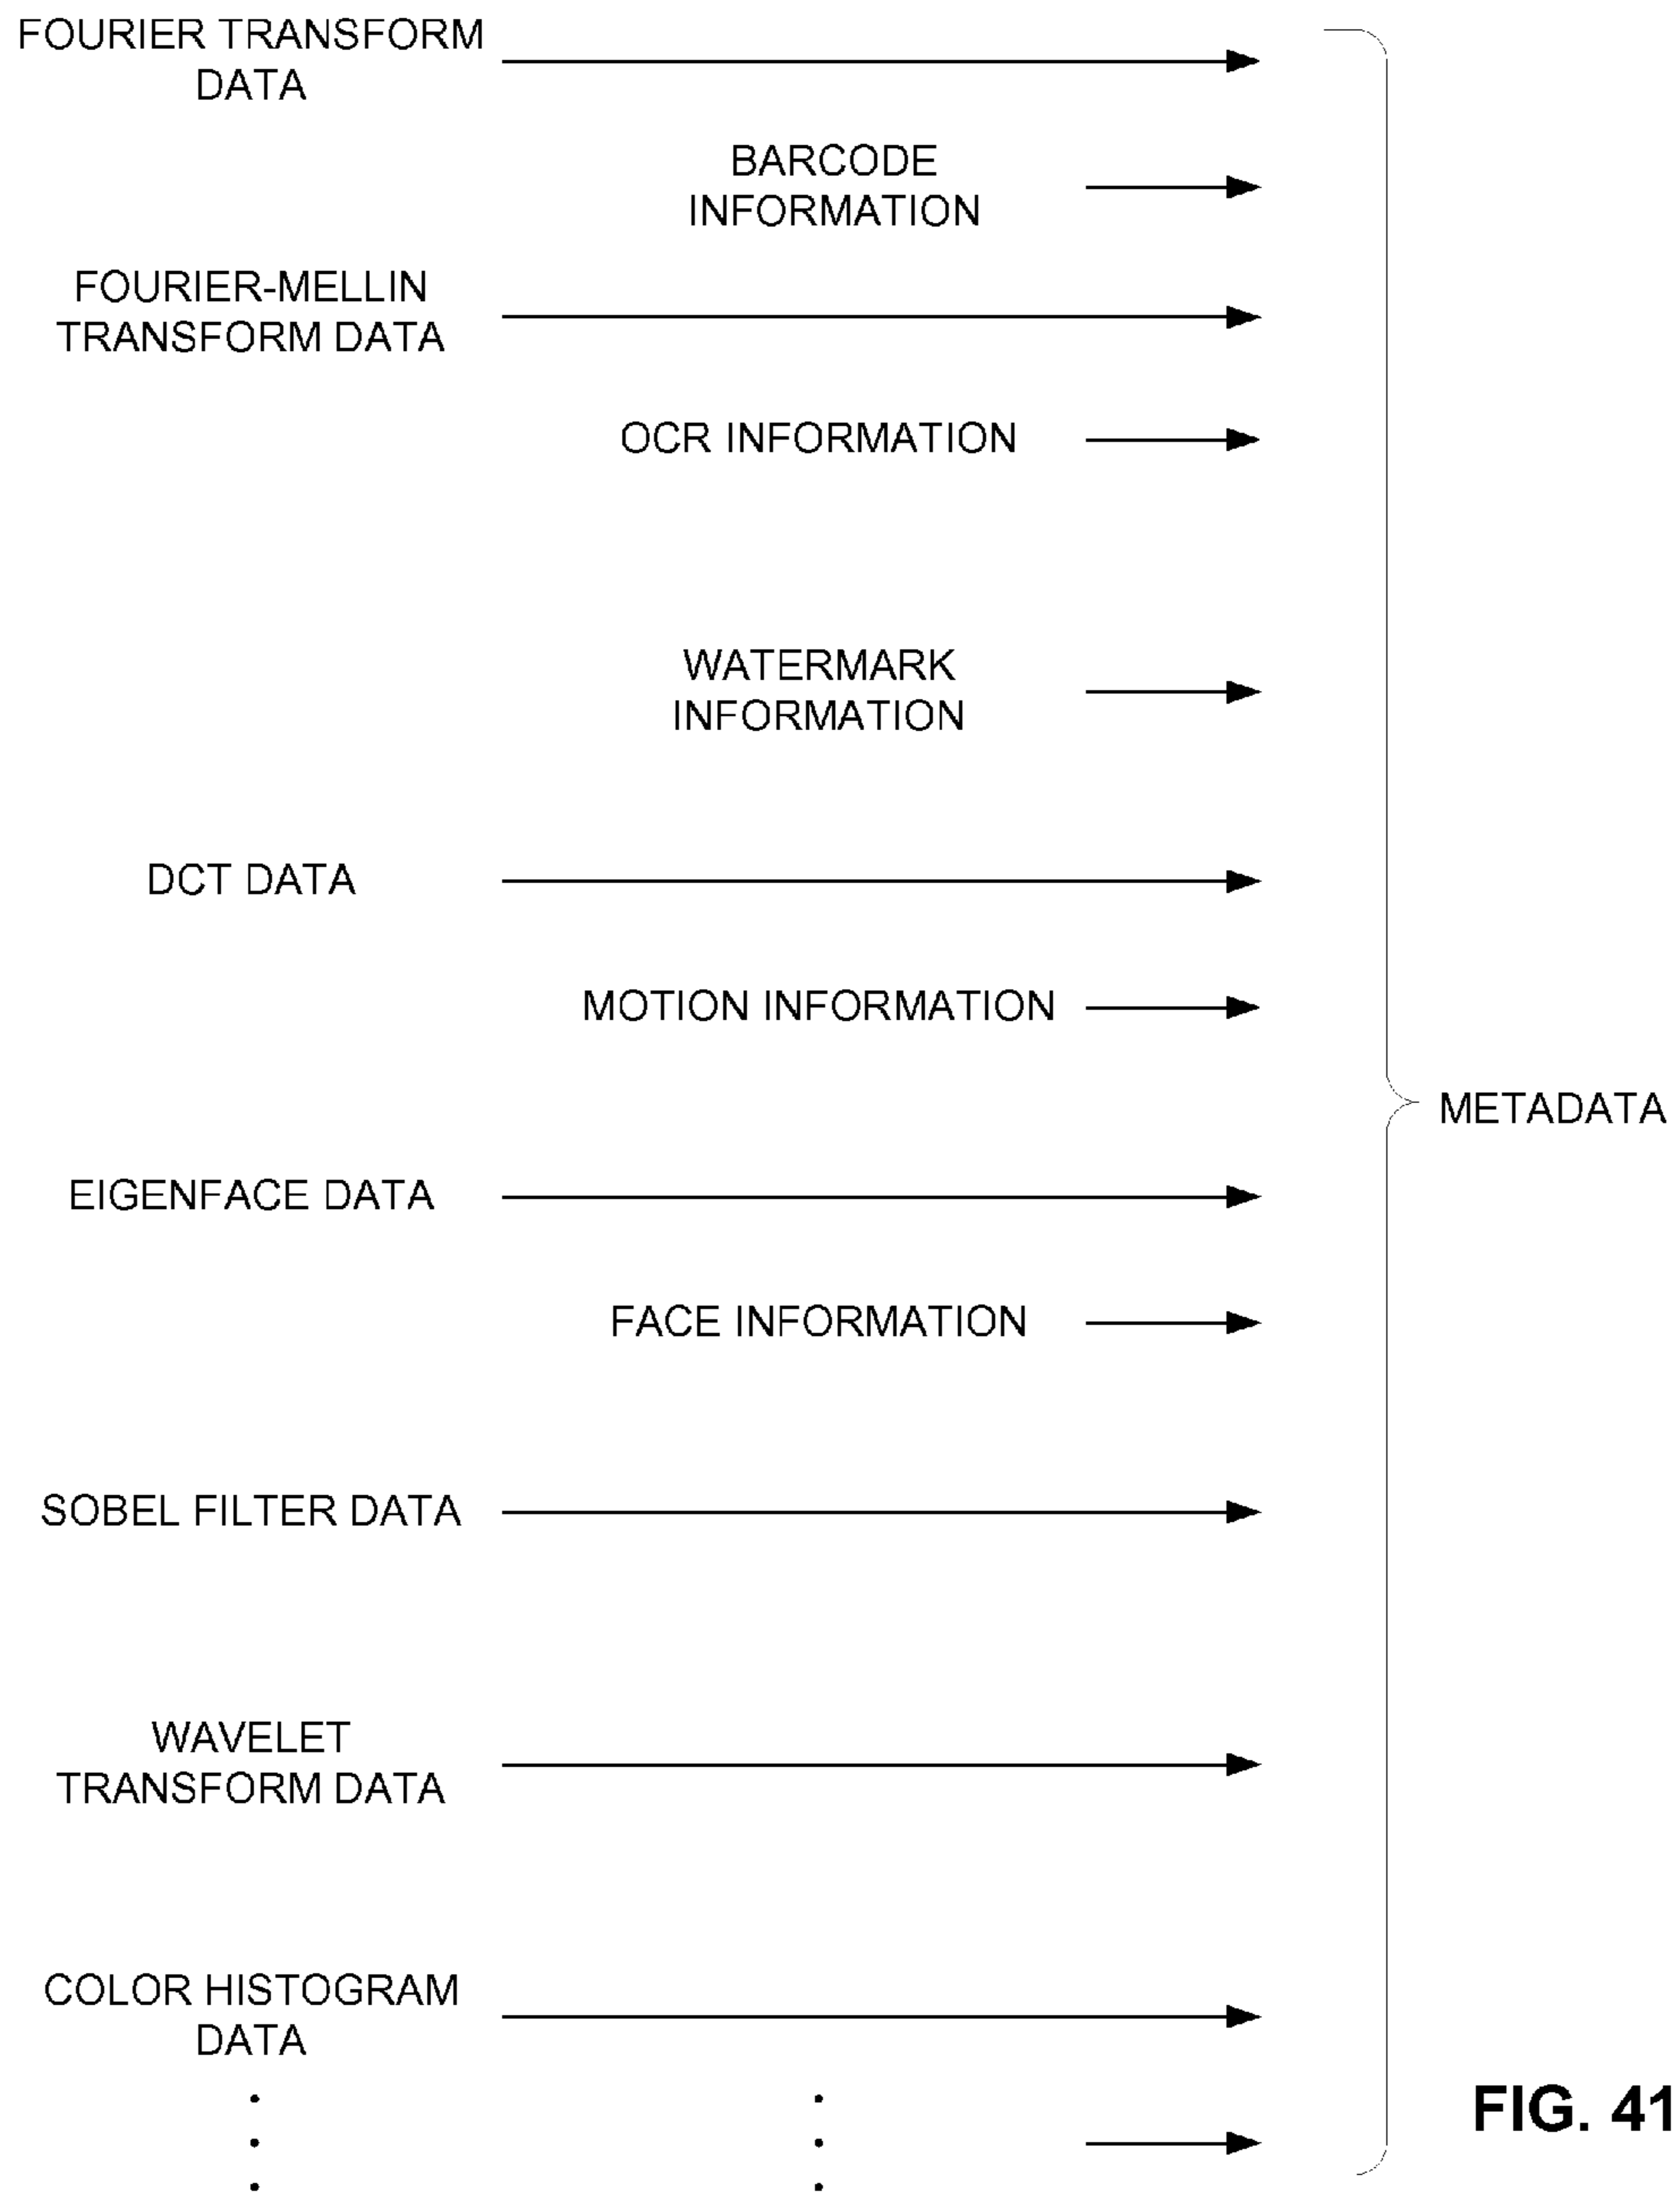 FOURIER TRANSFORM
DATA
BARCODE
INFORMATION
FOURIER-MELLIN
TRANSFORM DATA
OCR INFORMATION
WATERMARK
INFORMATION
DCT DATA
MOTION INFORMATION
METADATA
EIGENFACE DATA
FACE INFORMATION
SOBEL FILTER DATA
WAVELET
TRANSFORM DATA
COLOR HISTOGRAM
DATA
FIG. 41